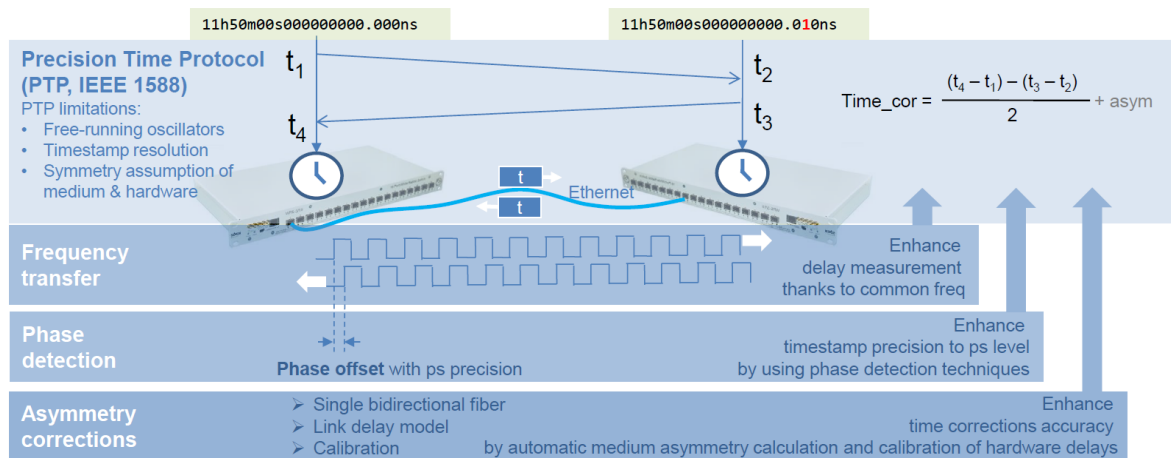 11h50m00s000000000.000ns
11h50m00s000000000.010ns
Precision Time Protocol
(PTP, IEEE 1588)
PTP limitations:
• Free-running oscillators
• Timestamp resolution
• Symmetry assumption of
medium & hardware
t1
t2
t3
t4
Time_cor = (t4 – t1) – (t3 – t2)
2
+ asym
t
Ethernet
t
Frequency
transfer
Enhance
delay measurement
thanks to common freq
Phase
detection
Phase offset with ps precision
Enhance
timestamp precision to ps level
by using phase detection techniques
Asymmetry
corrections
➢ Single bidirectional fiber
➢ Link delay model
➢ Calibration
Enhance
time corrections accuracy
by automatic medium asymmetry calculation and calibration of hardware delays